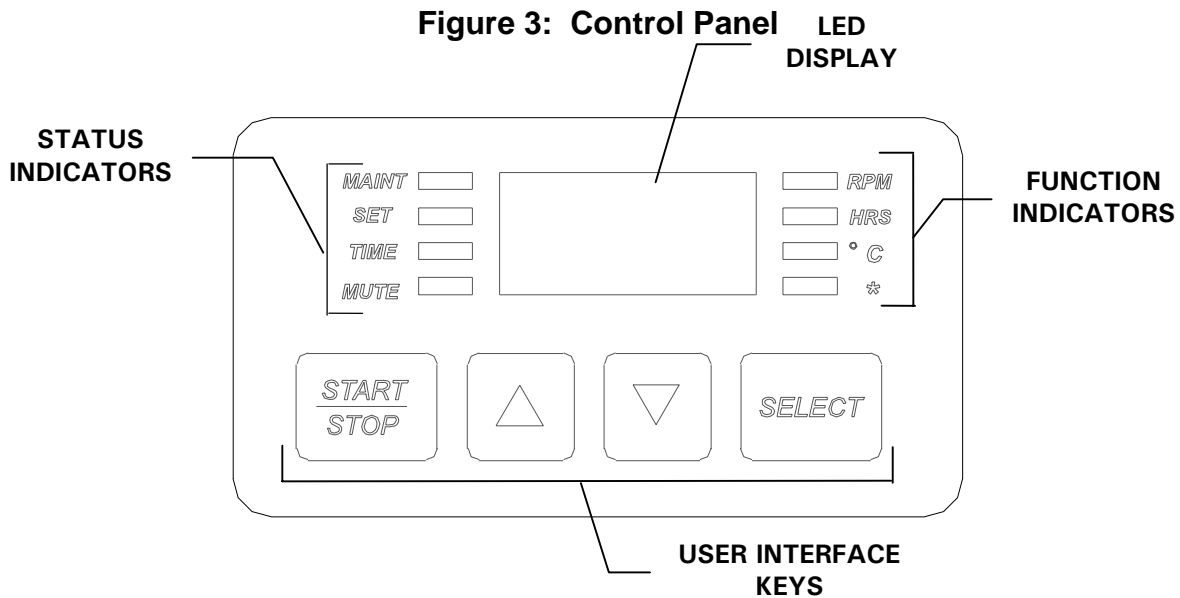 Figure 3: Control Panel
LED
DISPLAY
STATUS
INDICATORS
MAINT
SET
TIME
MUTE
RPM
HRS
° C
*
FUNCTION
INDICATORS
START
STOP
SELECT
USER INTERFACE
KEYS